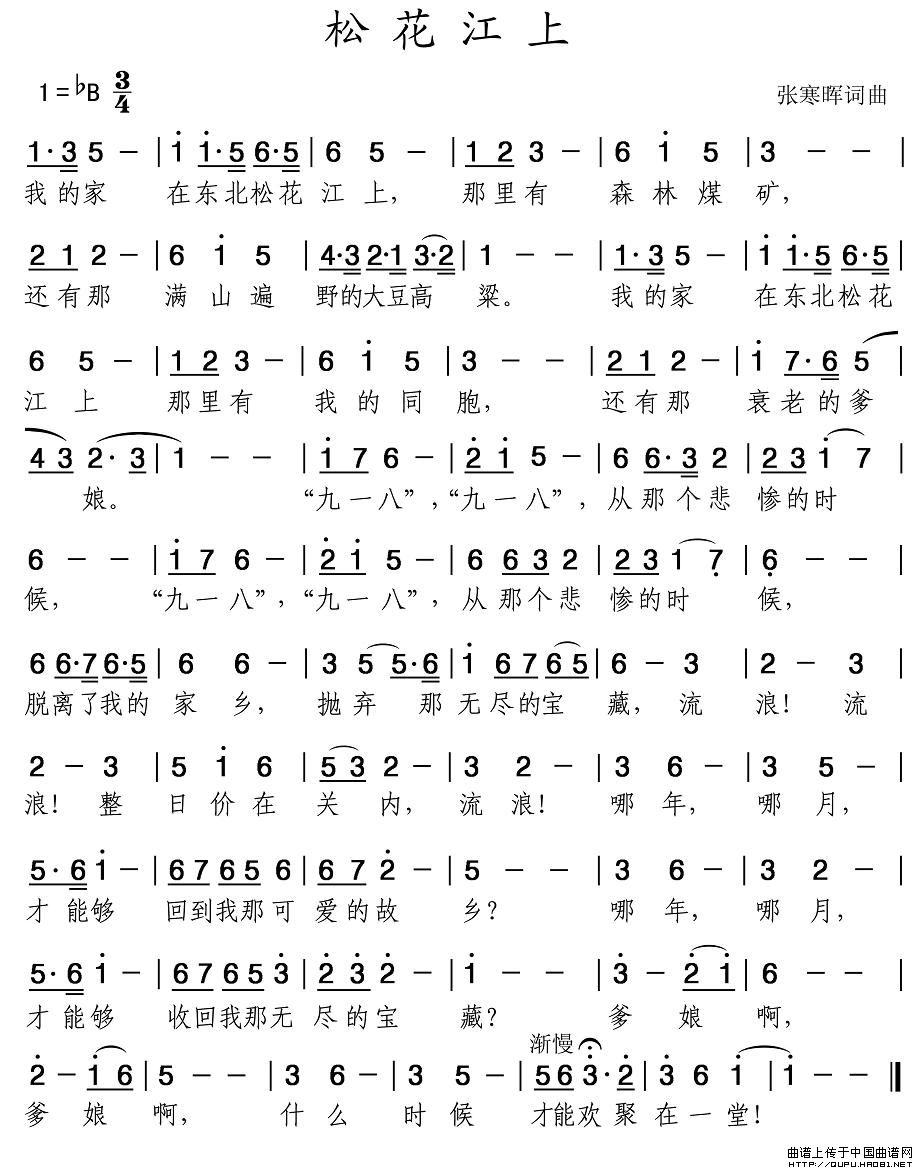 松花江上
1=♭B 3/4 张寒晖词曲
1·3 5 – | i i·5 6·5 | 6 5 – | 1 2 3 – | 6 i 5 | 3 – – |
我的家 在东北松花 江上, 那里有 森林煤 矿,
2 1 2 – | 6 i 5 | 4·3 2·1 3·2 | 1 – – | 1·3 5 – | i i·5 6·5 |
还有那 满山遍 野的大豆高 粱。 我的家 在东北松花
6 5 – | 1 2 3 – | 6 i 5 | 3 – – | 2 1 2 – | i 7·6 5 |
江上 那里有 我的同 胞, 还有那 衰老的爹
4 3 2·3 | 1 – – | i 7 6 – | 2̇ i 5 – | 6 6·3 2 | 2 3 i 7 |
娘。 “九一八”,“九一八”,从那个悲 惨的时
6 – – | i 7 6 – | 2̇ i 5 – | 6 6 3 2 | 2 3 1 7̣ | 6̣ – – |
候, “九一八”,“九一八”,从那个悲 惨的时 候,
6 6·7 6·5 | 6 6 – | 3 5 5·6 | i 6 7 6 5 | 6 – 3 | 2 – 3 |
脱离了我的 家乡, 抛弃那 无尽的宝 藏,流 浪!流
2 – 3 | 5 i 6 | 5 3 2 – | 3 2 – | 3 6 – | 3 5 – |
浪!整 日价在 关内, 流浪! 哪年, 哪月,
5·6 i – | 6 7 6 5 6 | 6 7 2̇ – | 5 – – | 3 6 – | 3 2 – |
才能够 回到我那可 爱的故 乡? 哪年, 哪月,
5·6 i – | 6 7 6 5 3̇ | 2̇ 3̇ 2̇ – | i – – | 3̇ – 2̇ i | 6 – – |
才能够 收回我那无 尽的宝 藏? 爹娘 啊,
渐慢
2̇ – i 6 | 5 – – | 3 6 – | 3 5 – | 5 6 3̇·2̇ | 3 6 i | i – – ‖
爹娘 啊, 什么 时候 才能欢聚在一堂!
曲谱上传于中国曲谱网
HTTP://QUPU.HAO81.NET